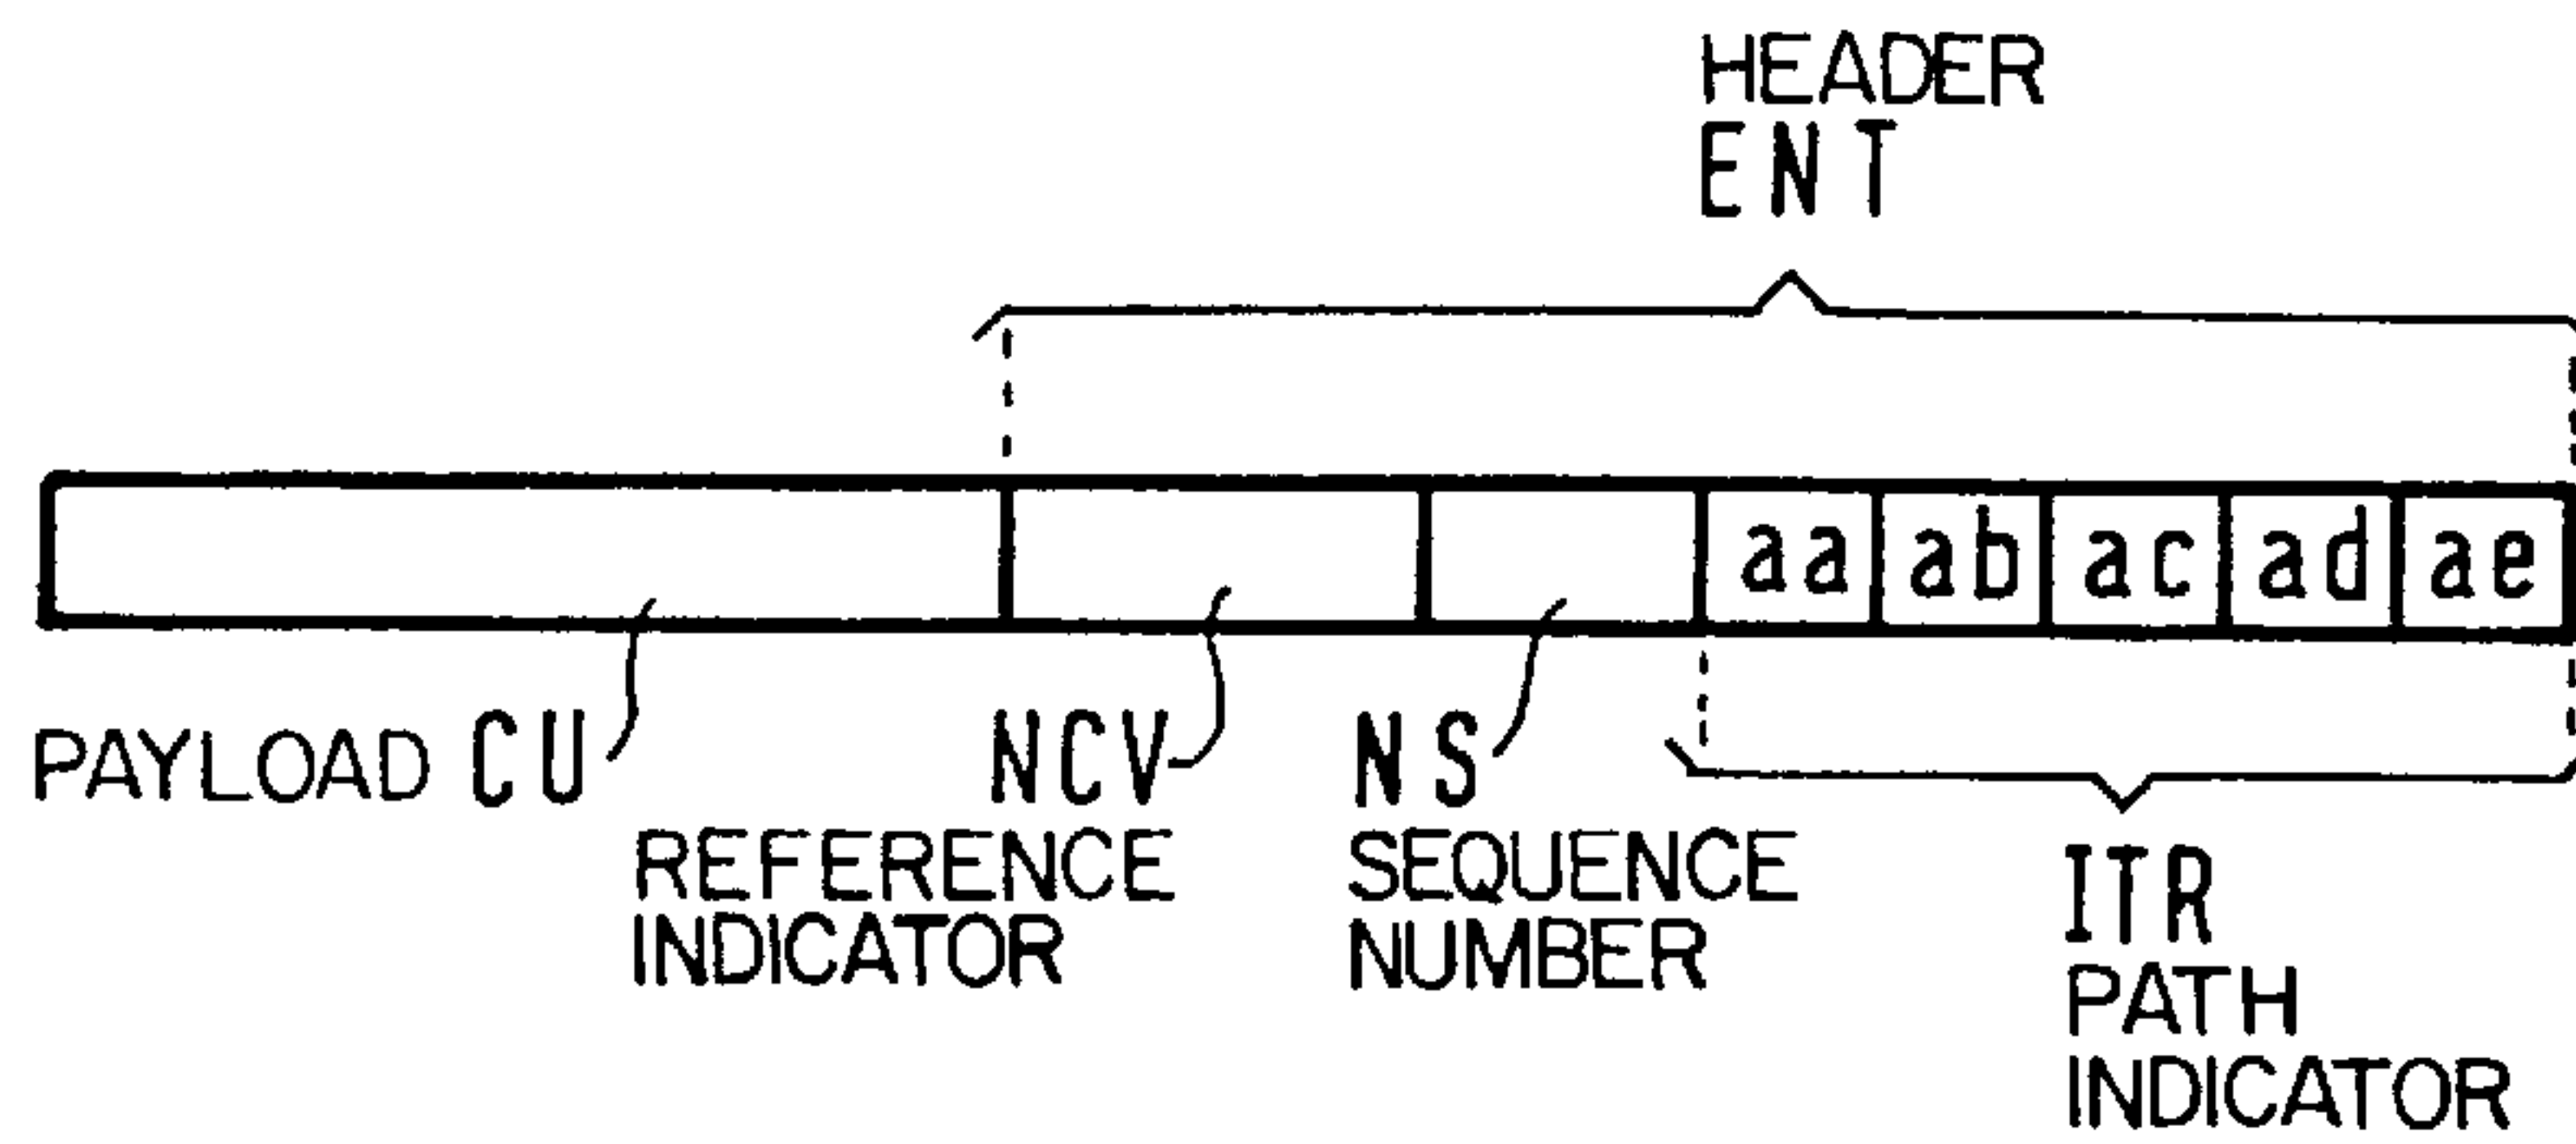 HEADER
ENT
aa ab ac ad ae
PAYLOAD CU
NCV
REFERENCE
INDICATOR
NS
SEQUENCE
NUMBER
ITR
PATH
INDICATOR